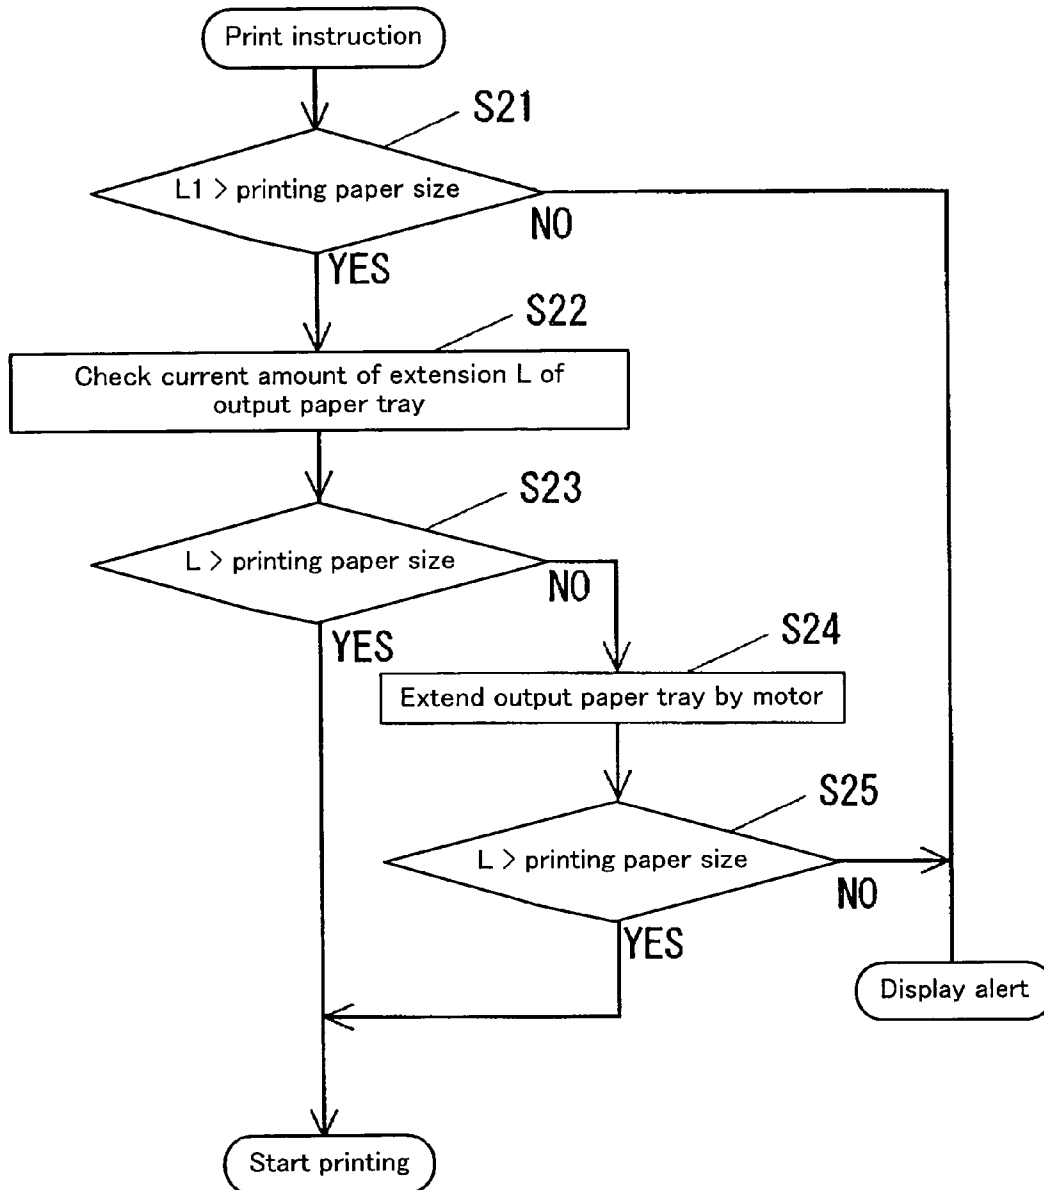 Print instruction
S21
L1 > printing paper size
NO
YES
S22
Check current amount of extension L of
output paper tray
S23
L > printing paper size
NO
YES
S24
Extend output paper tray by motor
S25
L > printing paper size
NO
YES
Display alert
Start printing